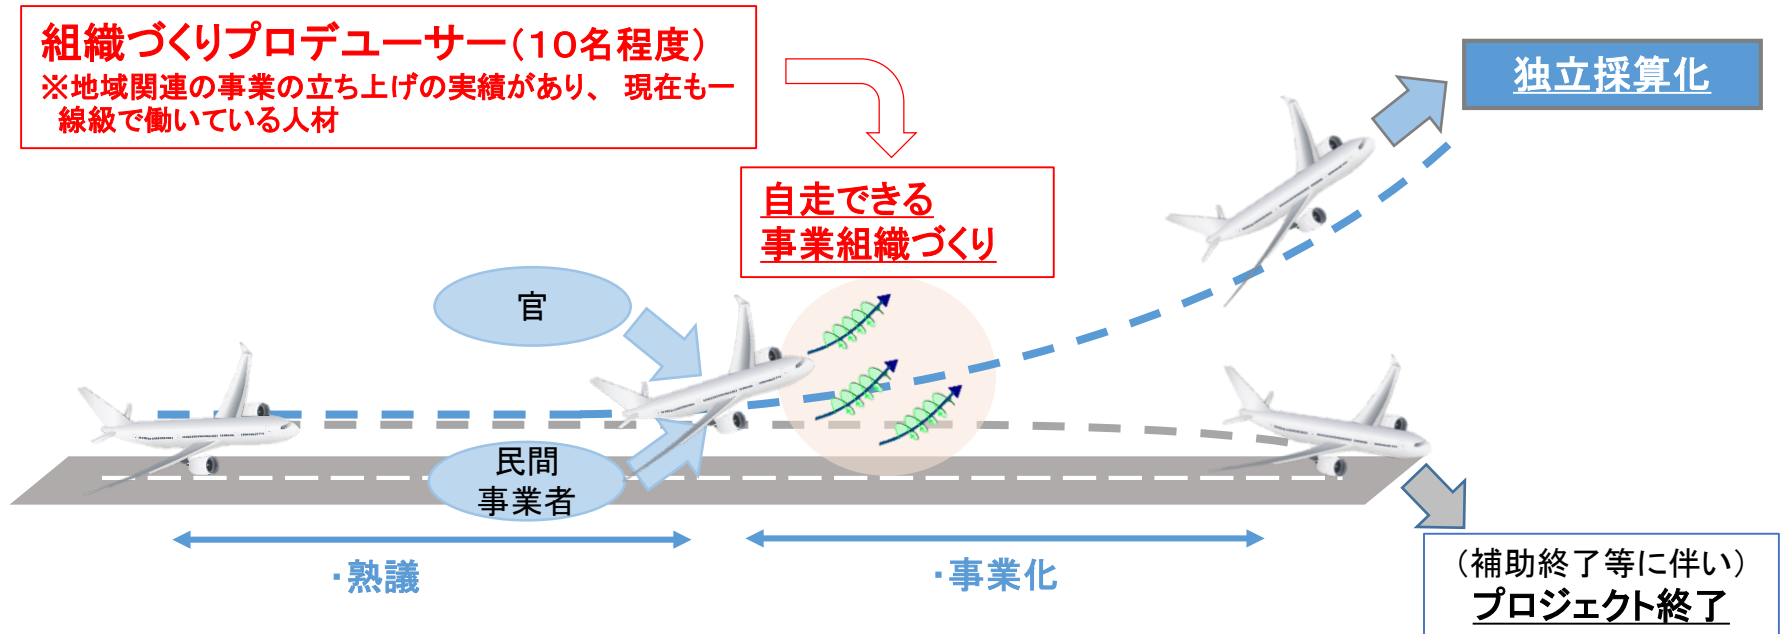 組織づくりプロデューサー（１０名程度）
※地域関連の事業の立ち上げの実績があり、 現在も一
線級で働いている人材
独立採算化
自走できる
事業組織づくり
官
民間
事業者
・熟議
・事業化
（補助終了等に伴い）
プロジェクト終了